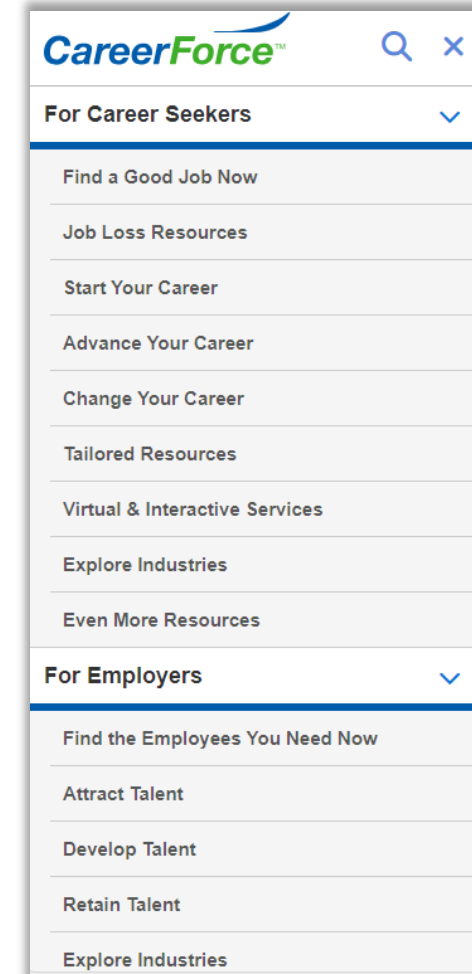 CareerForce™
For Career Seekers
Find a Good Job Now
Job Loss Resources
Start Your Career
Advance Your Career
Change Your Career
Tailored Resources
Virtual & Interactive Services
Explore Industries
Even More Resources
For Employers
Find the Employees You Need Now
Attract Talent
Develop Talent
Retain Talent
Explore Industries